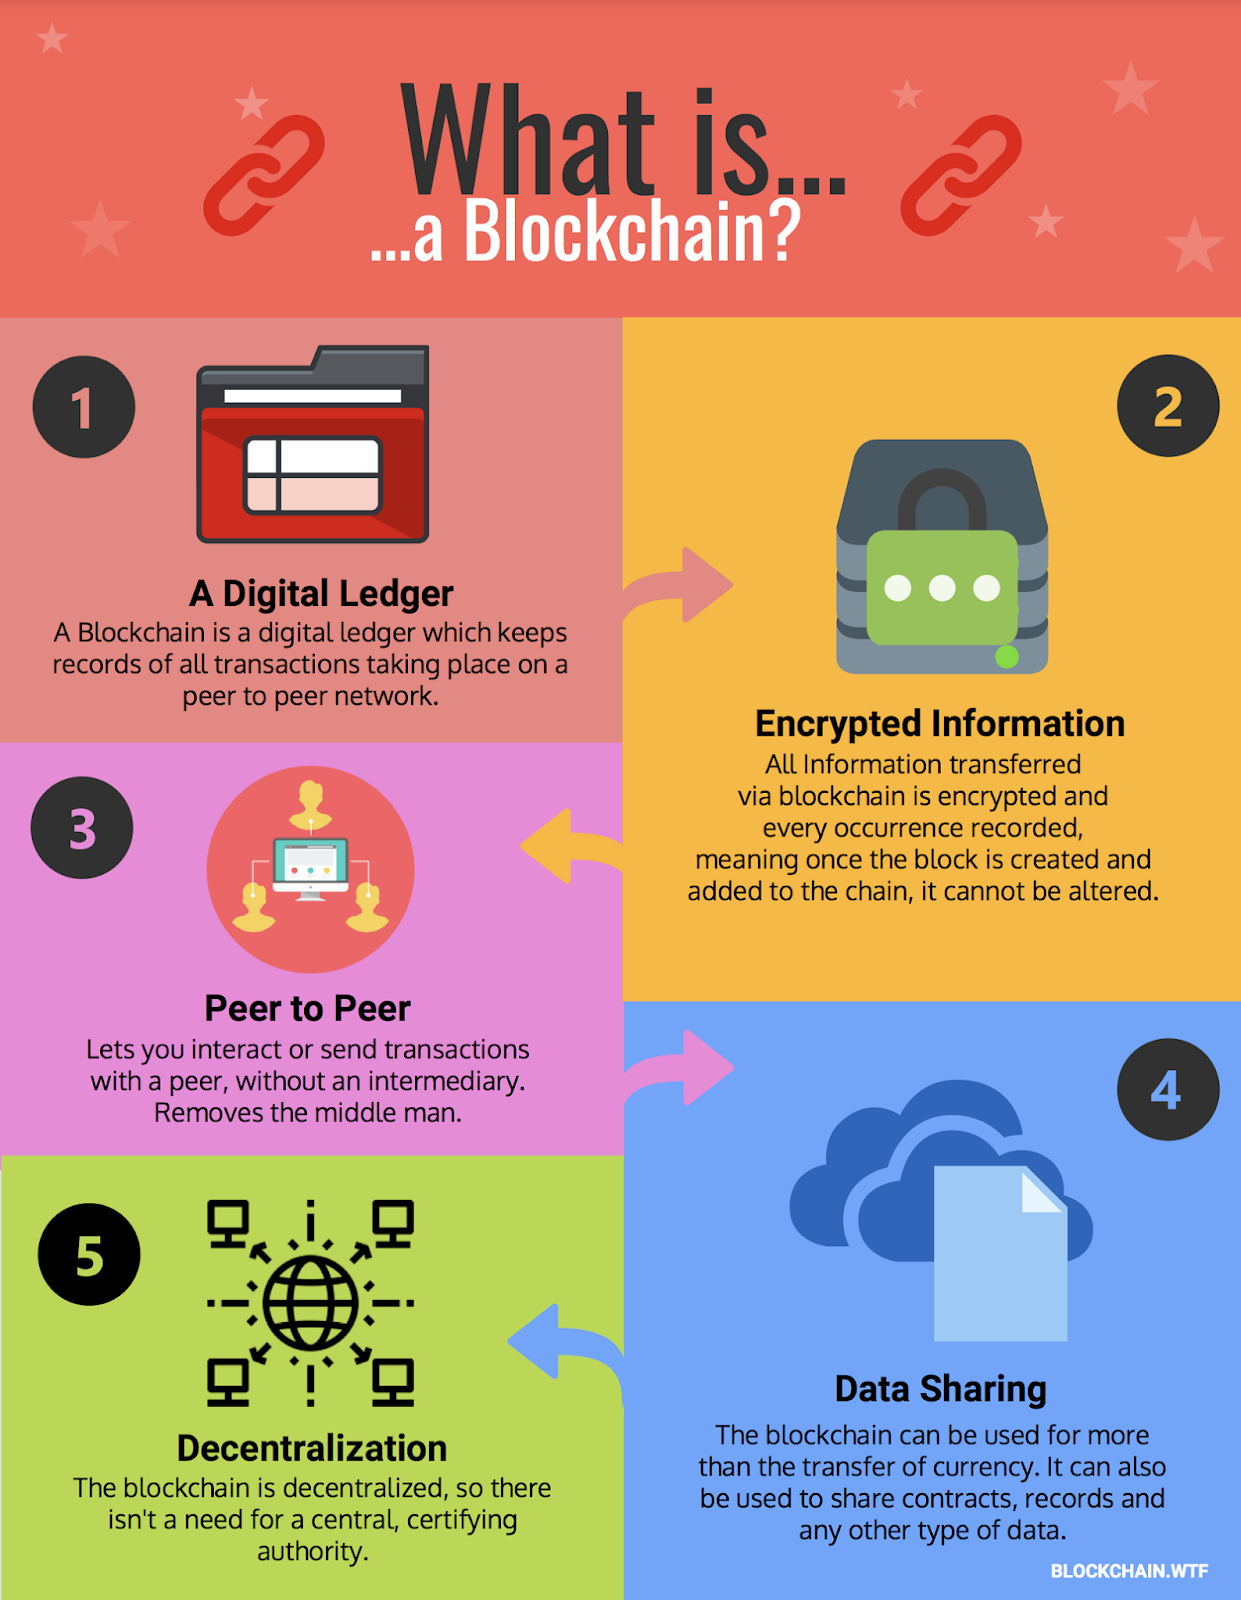 What is...
...a Blockchain?
1
A Digital Ledger
A Blockchain is a digital ledger which keeps
records of all transactions taking place on a
peer to peer network.
2
Encrypted Information
All Information transferred
via blockchain is encrypted and
every occurrence recorded,
meaning once the block is created and
added to the chain, it cannot be altered.
3
Peer to Peer
Lets you interact or send transactions
with a peer, without an intermediary.
Removes the middle man.
4
Data Sharing
The blockchain can be used for more
than the transfer of currency. It can also
be used to share contracts, records and
any other type of data.
5
Decentralization
The blockchain is decentralized, so there
isn't a need for a central, certifying
authority.
BLOCKCHAIN.WTF